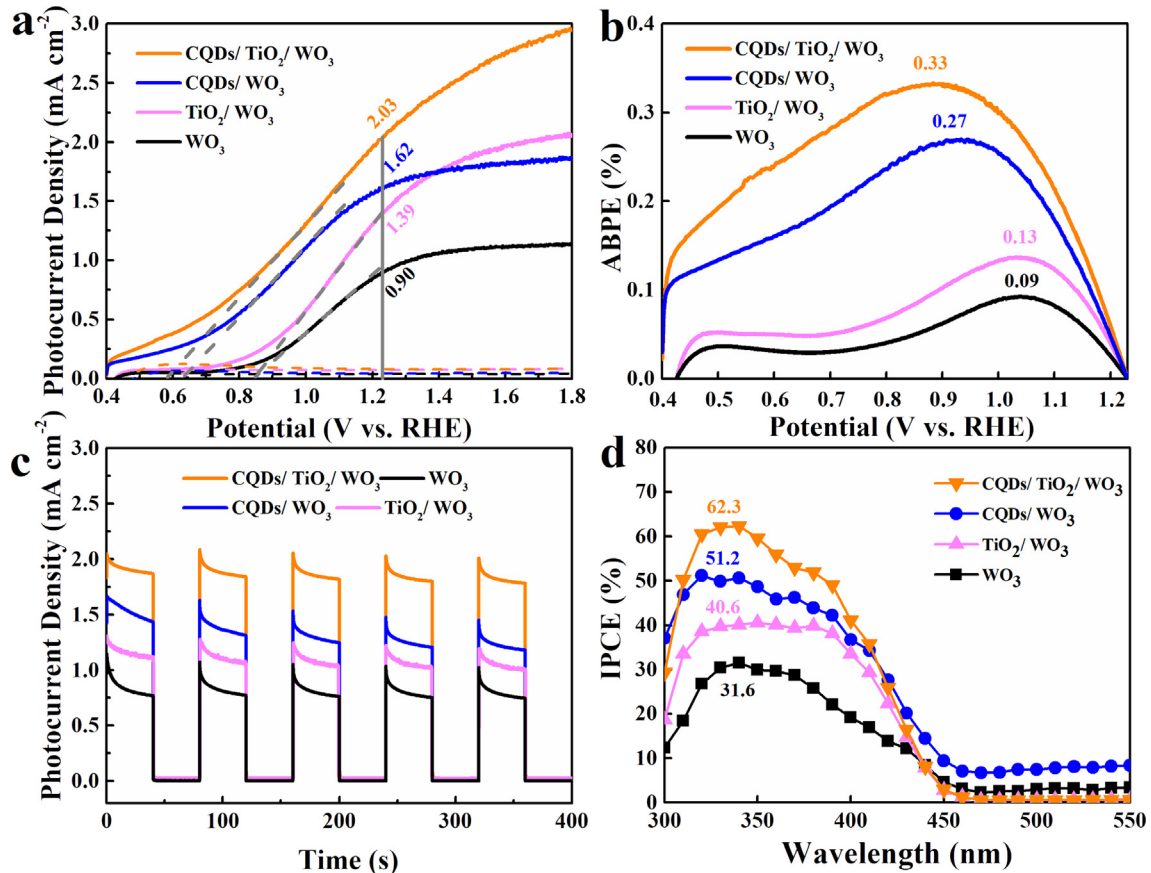 a
Photocurrent Density (mA cm⁻²)
3.0
2.5
2.0
1.5
1.0
0.5
0.0
CQDs/ TiO₂/ WO₃
CQDs/ WO₃
TiO₂/ WO₃
WO₃
2.03
1.62
1.39
0.90
0.4 0.6 0.8 1.0 1.2 1.4 1.6 1.8
Potential (V vs. RHE)
b
ABPE (%)
0.4
0.3
0.2
0.1
0.0
CQDs/ TiO₂/ WO₃
CQDs/ WO₃
TiO₂/ WO₃
WO₃
0.33
0.27
0.13
0.09
0.4 0.5 0.6 0.7 0.8 0.9 1.0 1.1 1.2
Potential (V vs. RHE)
c
Photocurrent Density (mA cm⁻²)
3.0
2.5
2.0
1.5
1.0
0.5
0.0
CQDs/ TiO₂/ WO₃ WO₃
CQDs/ WO₃ TiO₂/ WO₃
0 100 200 300 400
Time (s)
d
IPCE (%)
80
70
60
50
40
30
20
10
0
CQDs/ TiO₂/ WO₃
CQDs/ WO₃
TiO₂/ WO₃
WO₃
62.3
51.2
40.6
31.6
300 350 400 450 500 550
Wavelength (nm)